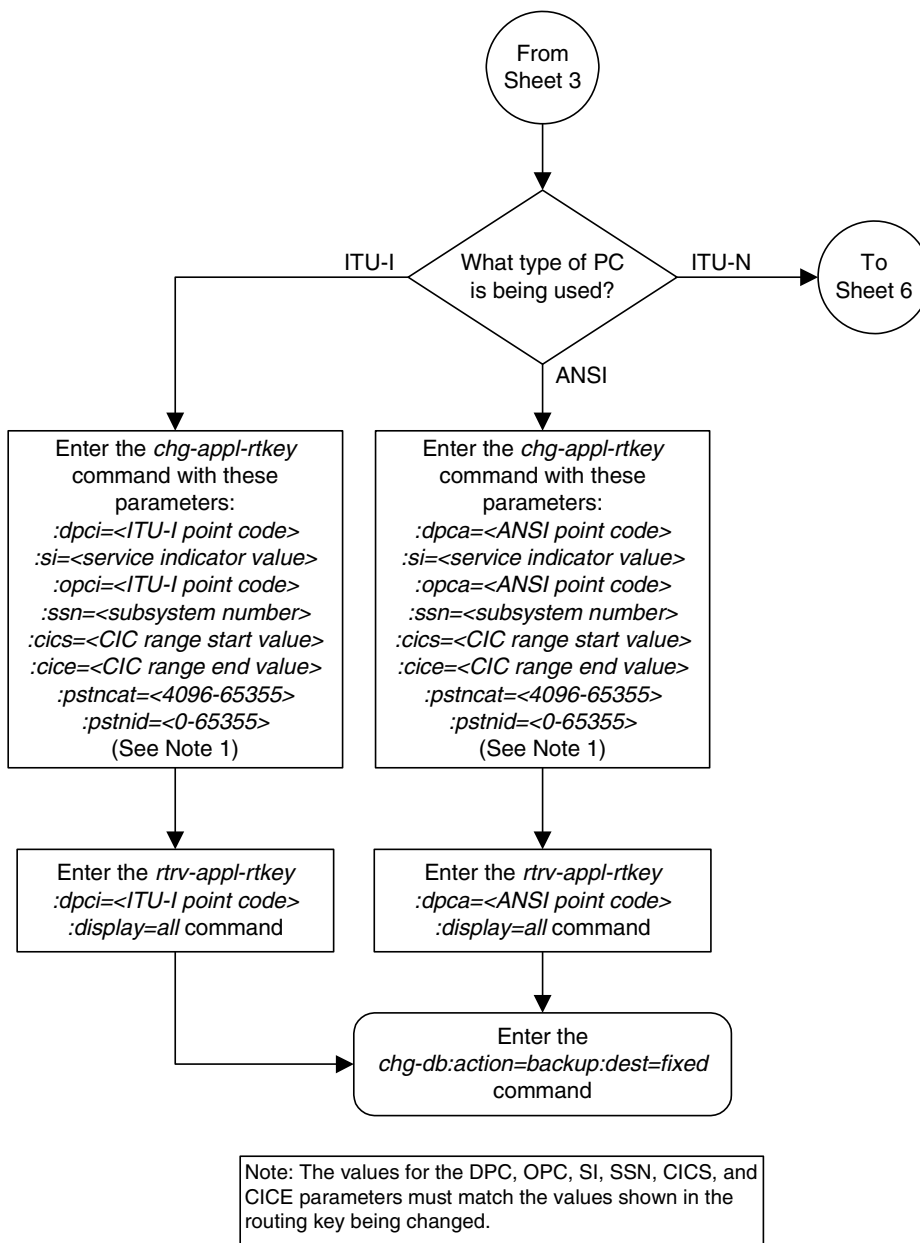 From
Sheet 3
What type of PC
is being used?
ITU-I
ITU-N
To
Sheet 6
ANSI
Enter the chg-appl-rtkey
command with these
parameters:
:dpci=<ITU-I point code>
:si=<service indicator value>
:opci=<ITU-I point code>
:ssn=<subsystem number>
:cics=<CIC range start value>
:cice=<CIC range end value>
:pstncat=<4096-65355>
:pstnid=<0-65355>
(See Note 1)
Enter the chg-appl-rtkey
command with these
parameters:
:dpca=<ANSI point code>
:si=<service indicator value>
:opca=<ANSI point code>
:ssn=<subsystem number>
:cics=<CIC range start value>
:cice=<CIC range end value>
:pstncat=<4096-65355>
:pstnid=<0-65355>
(See Note 1)
Enter the rtrv-appl-rtkey
:dpci=<ITU-I point code>
:display=all command
Enter the rtrv-appl-rtkey
:dpca=<ANSI point code>
:display=all command
Enter the
chg-db:action=backup:dest=fixed
command
Note: The values for the DPC, OPC, SI, SSN, CICS, and
CICE parameters must match the values shown in the
routing key being changed.